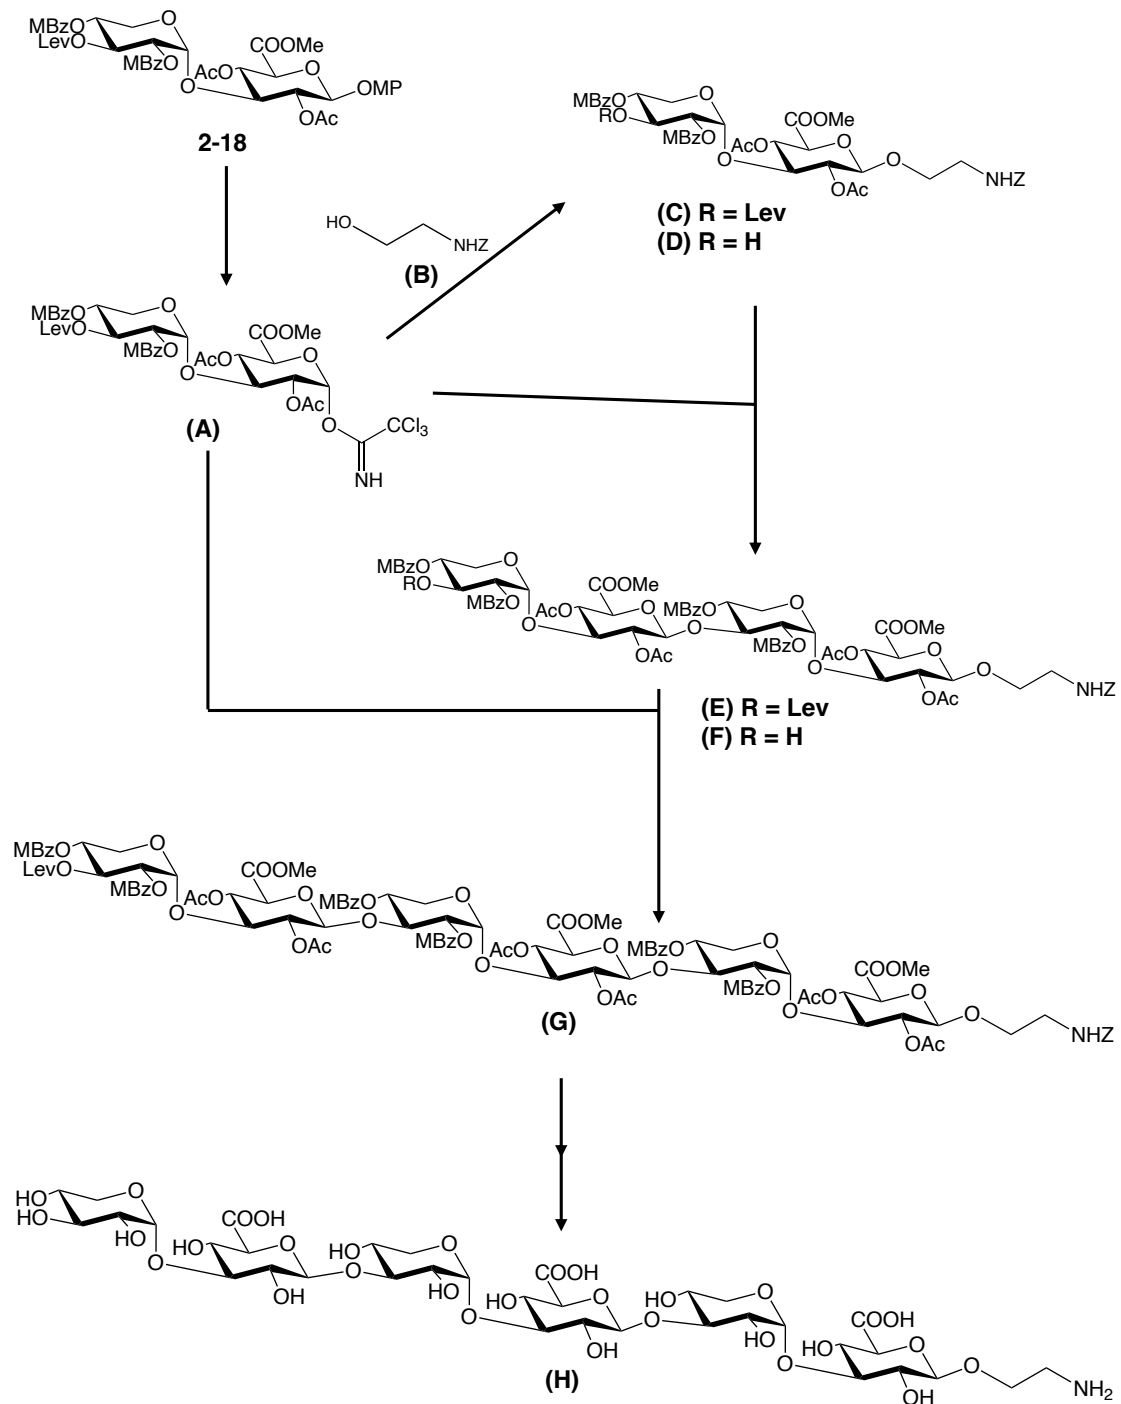 MBzO
LevO
MBzO
O
O
AcO
COOMe
O
OMP
OAc
2-18
MBzO
RO
MBzO
O
O
AcO
COOMe
O
O
OAc
NHZ
(C) R = Lev
(D) R = H
HO
NHZ
(B)
MBzO
LevO
MBzO
O
O
AcO
COOMe
O
OAc
O
CCl3
NH
(A)
MBzO
RO
MBzO
O
O
AcO
COOMe
O
OAc
O
MBzO
O
MBzO
O
AcO
COOMe
O
OAc
O
NHZ
(E) R = Lev
(F) R = H
MBzO
LevO
MBzO
O
O
AcO
COOMe
O
OAc
O
MBzO
O
MBzO
O
AcO
COOMe
O
OAc
O
MBzO
O
MBzO
O
AcO
COOMe
O
OAc
O
NHZ
(G)
HO
HO
HO
O
O
HO
COOH
O
OH
O
HO
O
HO
O
HO
COOH
O
OH
O
HO
O
HO
O
HO
COOH
O
OH
O
NH2
(H)